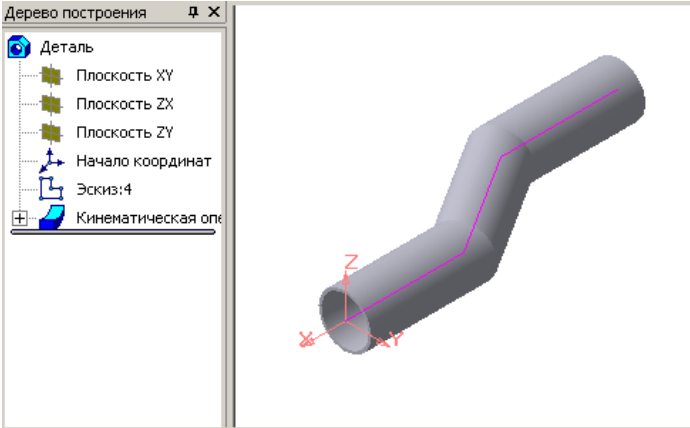 Дерево построения
Деталь
Плоскость XY
Плоскость ZX
Плоскость ZY
Начало координат
Эскиз:4
Кинематическая опе
Z
X
Y